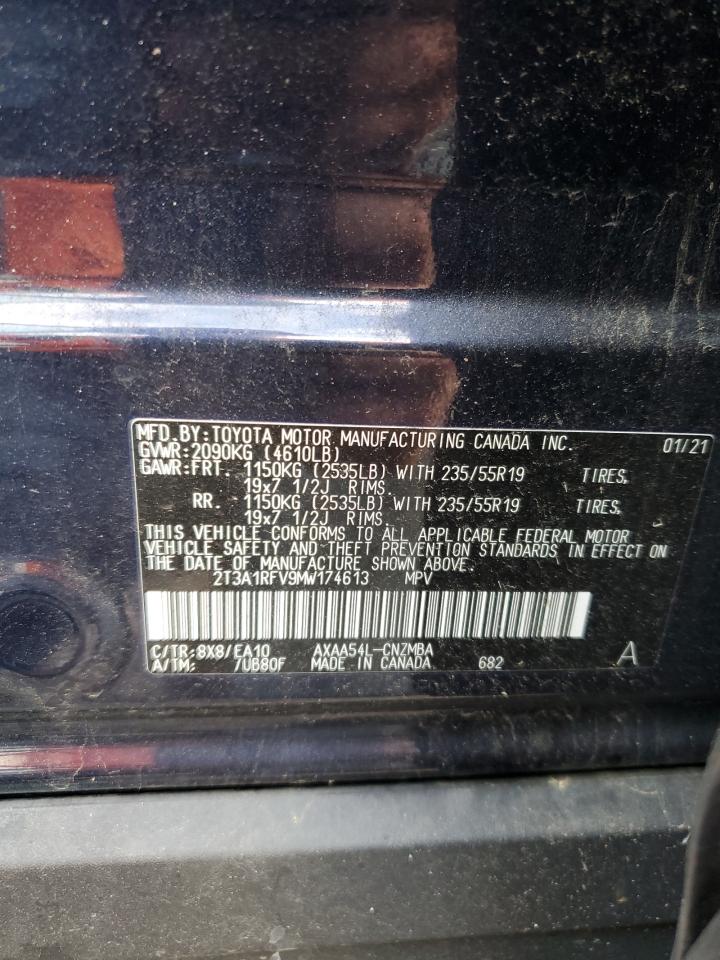 MFD.BY:TOYOTA MOTOR MANUFACTURING CANADA INC. 01/21
GVWR:2090KG (4610LB)
GAWR:FRT. 1150KG (2535LB) WITH 235/55R19 TIRES,
19x7 1/2J RIMS.
RR. 1150KG (2535LB) WITH 235/55R19 TIRES,
19x7 1/2J RIMS.
THIS VEHICLE CONFORMS TO ALL APPLICABLE FEDERAL MOTOR
VEHICLE SAFETY AND THEFT PREVENTION STANDARDS IN EFFECT ON
THE DATE OF MANUFACTURE SHOWN ABOVE.
2T3A1RFV9MW174613 MPV
C/TR:8X8/EA10 AXAA54L-CNZMBA
A/TM: 7UB80F MADE IN CANADA 682 A